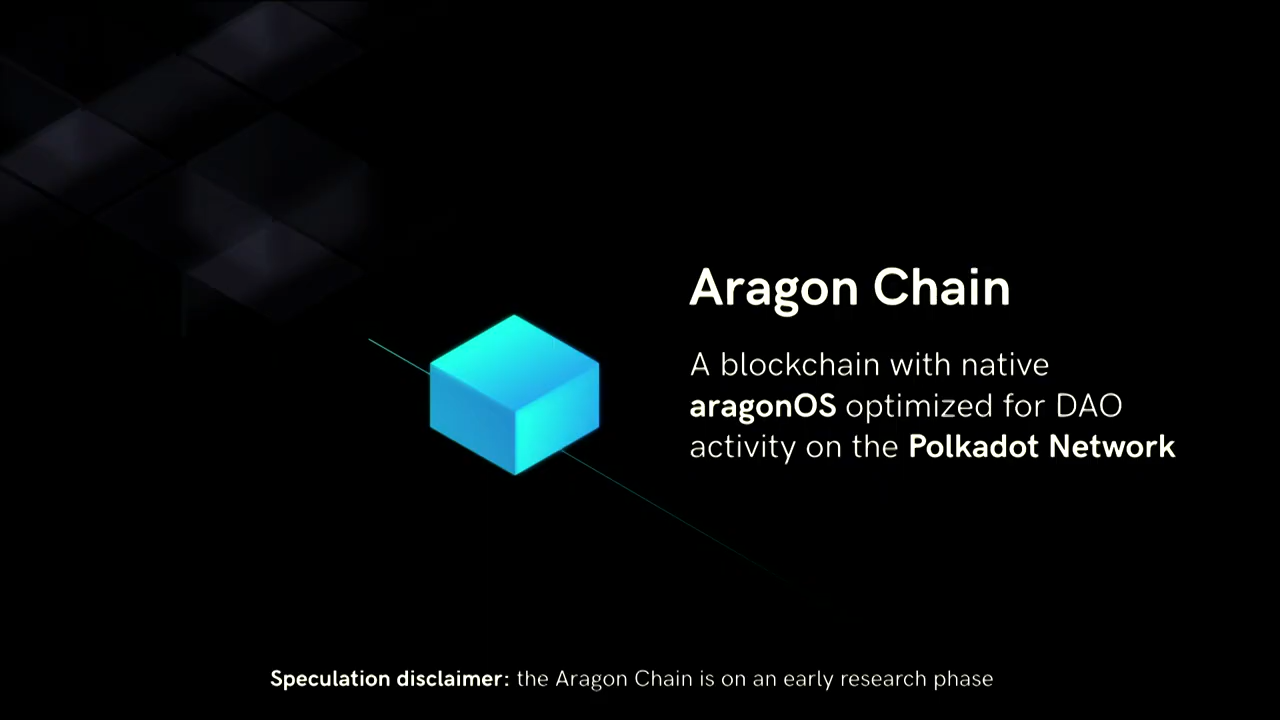 Aragon Chain
A blockchain with native
aragonOS optimized for DAO
activity on the Polkadot Network
Speculation disclaimer: the Aragon Chain is on an early research phase